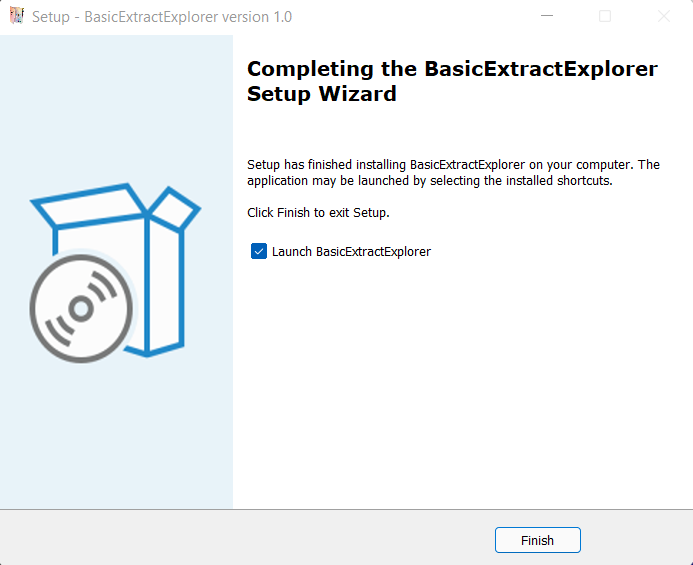 Setup - BasicExtractExplorer version 1.0
Completing the BasicExtractExplorer
Setup Wizard
Setup has finished installing BasicExtractExplorer on your computer. The
application may be launched by selecting the installed shortcuts.
Click Finish to exit Setup.
Launch BasicExtractExplorer
Finish